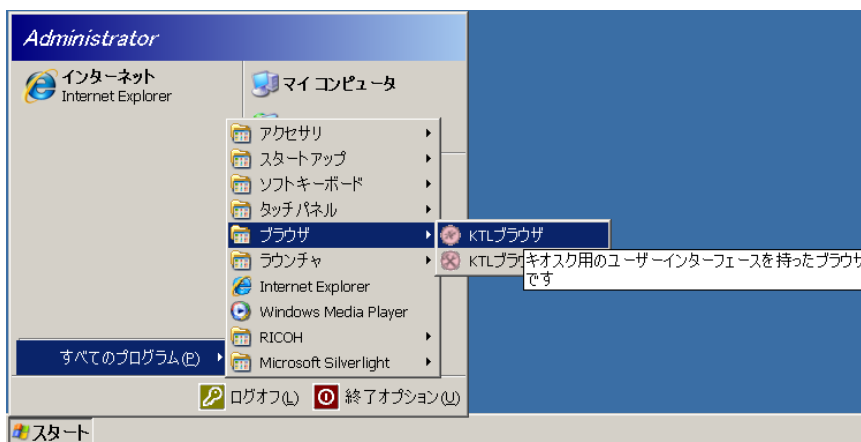 Administrator
インターネット
Internet Explorer
マイ コンピュータ
アクセサリ
スタートアップ
ソフトキーボード
タッチパネル
ブラウザ
KTLブラウザ
ラウンチャ
KTLブラ
キオスク用のユーザーインターフェースを持ったブラウザ
です
Internet Explorer
Windows Media Player
RICOH
すべてのプログラム(P)
Microsoft Silverlight
ログオフ(L)
終了オプション(U)
スタート